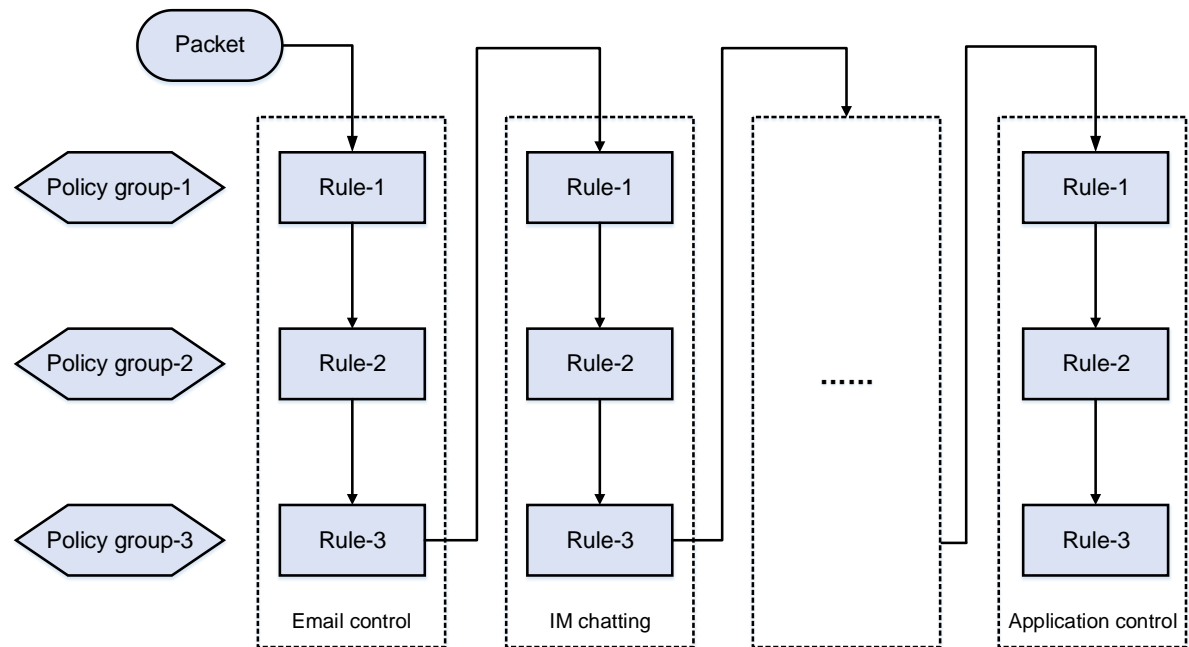 Packet
Policy group-1
Rule-1
Rule-1
Rule-1
Policy group-2
Rule-2
Rule-2
......
Rule-2
Policy group-3
Rule-3
Rule-3
Rule-3
Email control
IM chatting
Application control